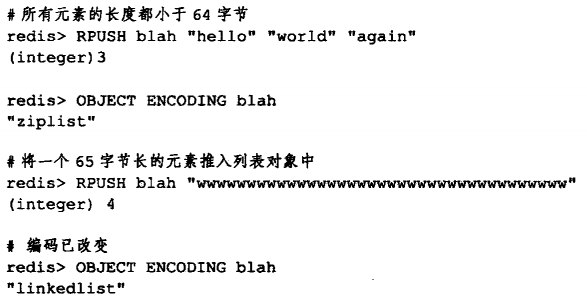 # 所有元素的长度都小于 64 字节
redis> RPUSH blah "hello" "world" "again"
(integer)3
redis> OBJECT ENCODING blah
"ziplist"
# 将一个 65 字节长的元素推入列表对象中
redis> RPUSH blah "wwwwwwwwwwwwwwwwwwwwwwwwwwwwwwwwwwwww"
(integer) 4
# 编码已改变
redis> OBJECT ENCODING blah
"linkedlist"